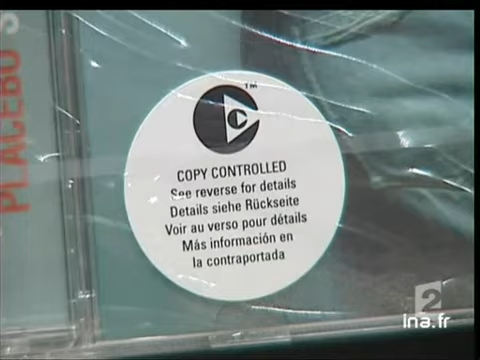 PLACEBO S
TM
C
COPY CONTROLLED
See reverse for details
Details siehe Rückseite
Voir au verso pour détails
Más información en
la contraportada
2
ina.fr